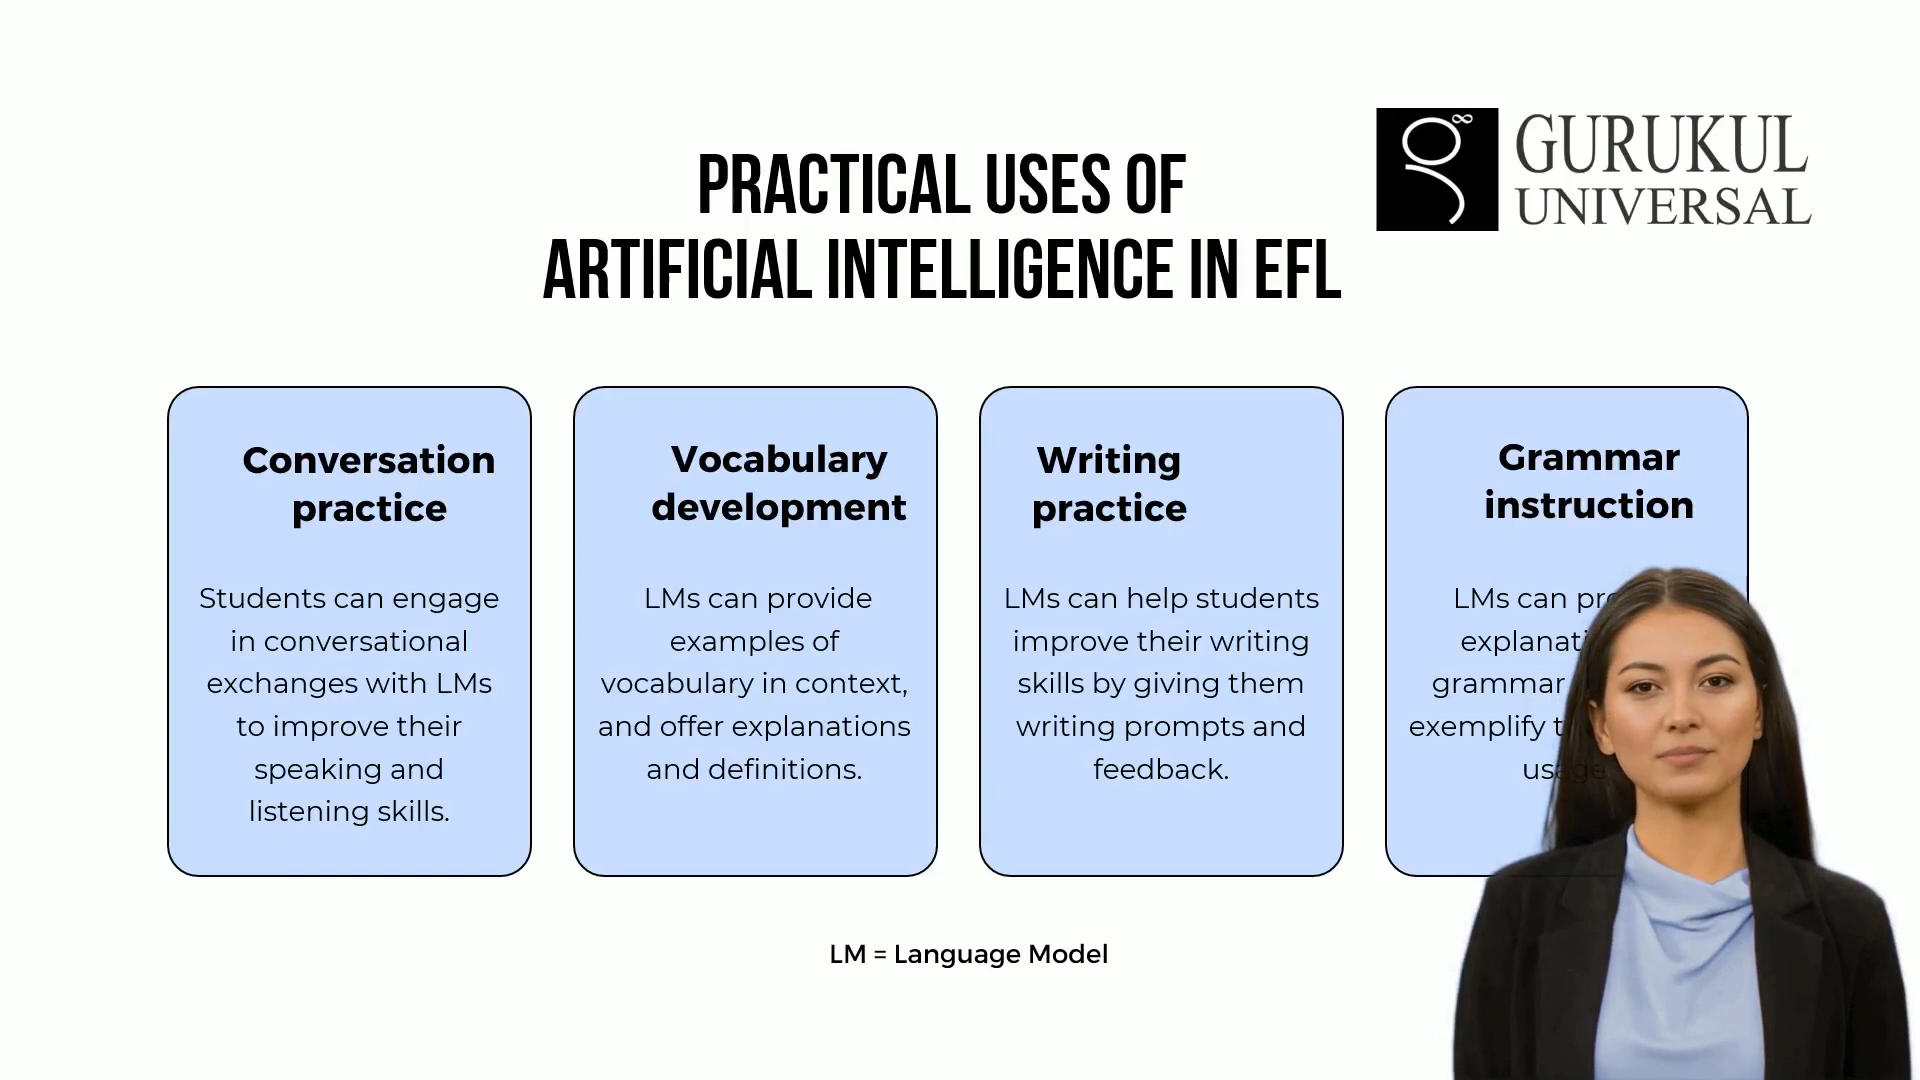 PRACTICAL USES OF
ARTIFICIAL INTELLIGENCE IN EFL
g∞
GURUKUL
UNIVERSAL
Conversation
practice
Students can engage
in conversational
exchanges with LMs
to improve their
speaking and
listening skills.
Vocabulary
development
LMs can provide
examples of
vocabulary in context,
and offer explanations
and definitions.
Writing
practice
LMs can help students
improve their writing
skills by giving them
writing prompts and
feedback.
Grammar
instruction
LMs can
grammar
exemplify
usage
LM = Language Model